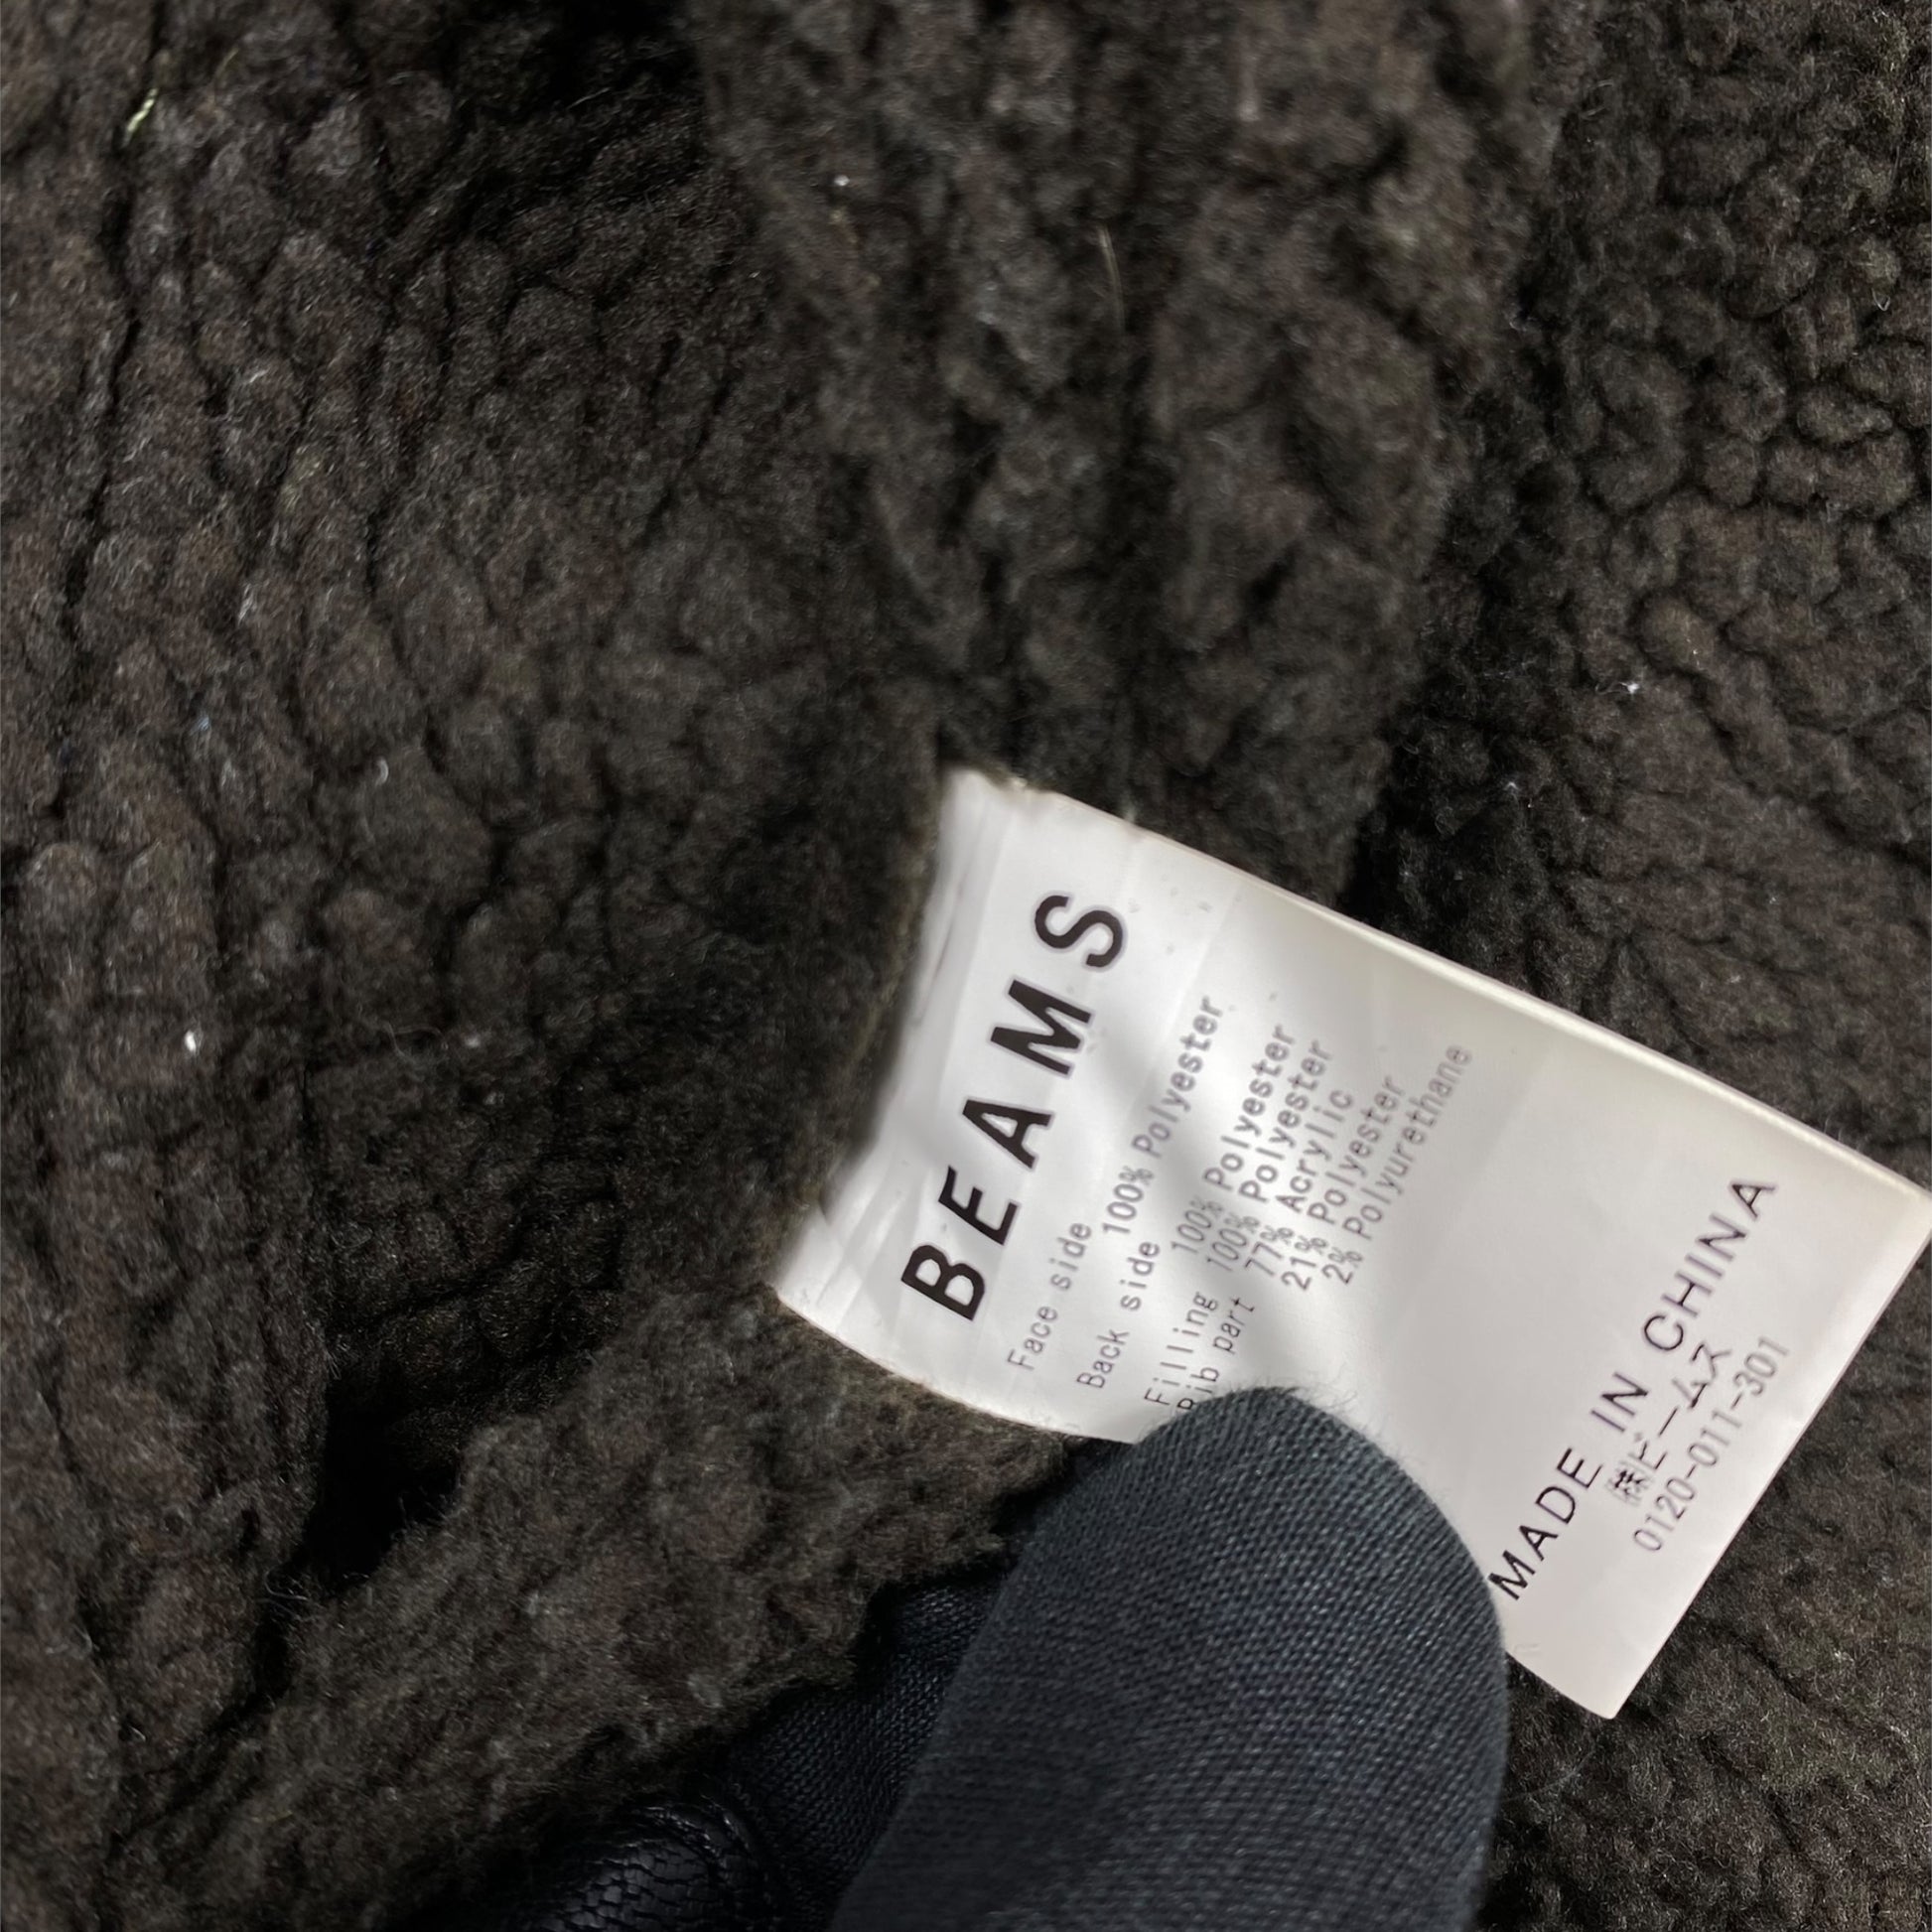 BEAMS
Face side 100% Polyester
Back side 100% Polyester
Filling 100% Polyester
Rib part 77% Acrylic
21% Polyester
2% Polyurethane
MADE IN CHINA
㈱ビームス
0120-011-301